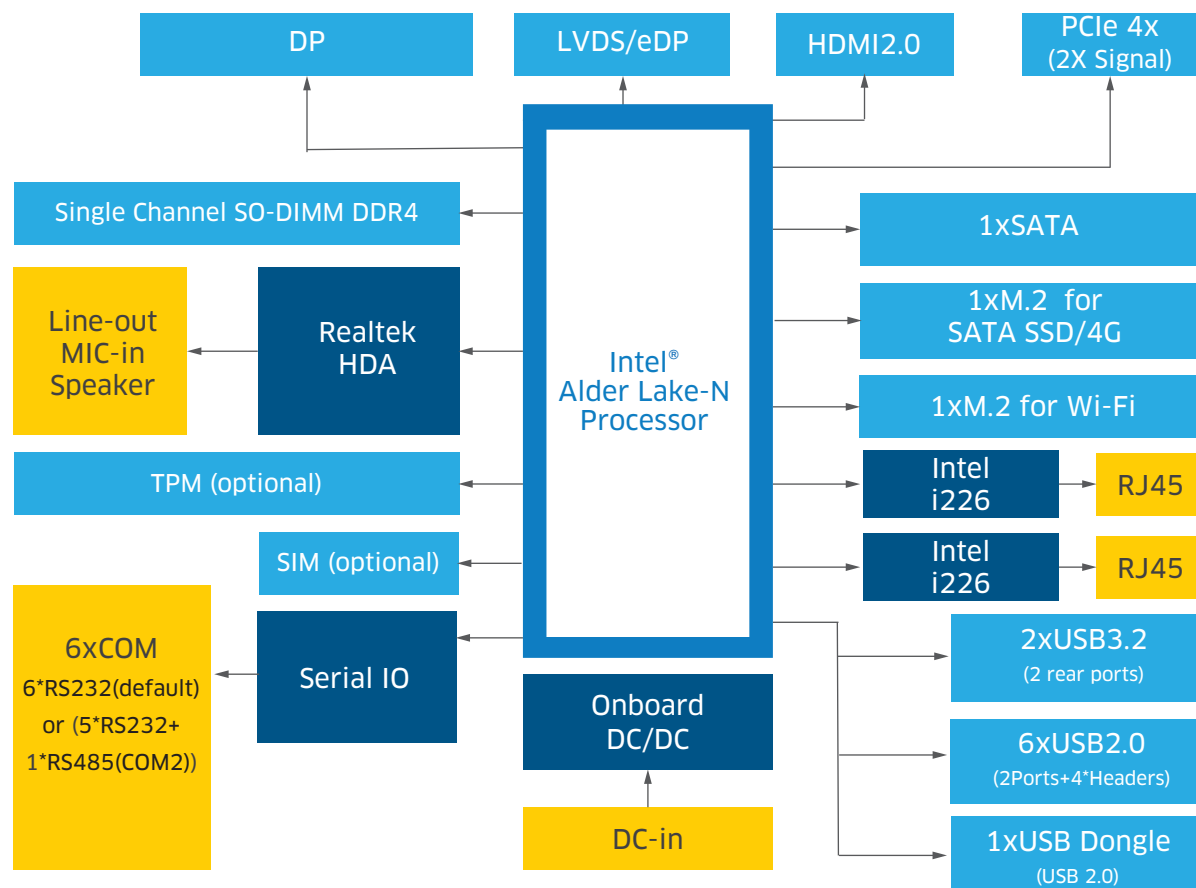 DP
LVDS/eDP
HDMI2.0
PCIe 4x
(2X Signal)
Single Channel SO-DIMM DDR4
Line-out
MIC-in
Speaker
Realtek
HDA
TPM (optional)
SIM (optional)
6xCOM
6*RS232(default)
or (5*RS232+
1*RS485(COM2))
Serial IO
Intel®
Alder Lake-N
Processor
Onboard
DC/DC
DC-in
1xSATA
1xM.2 for
SATA SSD/4G
1xM.2 for Wi-Fi
Intel
i226
RJ45
Intel
i226
RJ45
2xUSB3.2
(2 rear ports)
6xUSB2.0
(2Ports+4*Headers)
1xUSB Dongle
(USB 2.0)